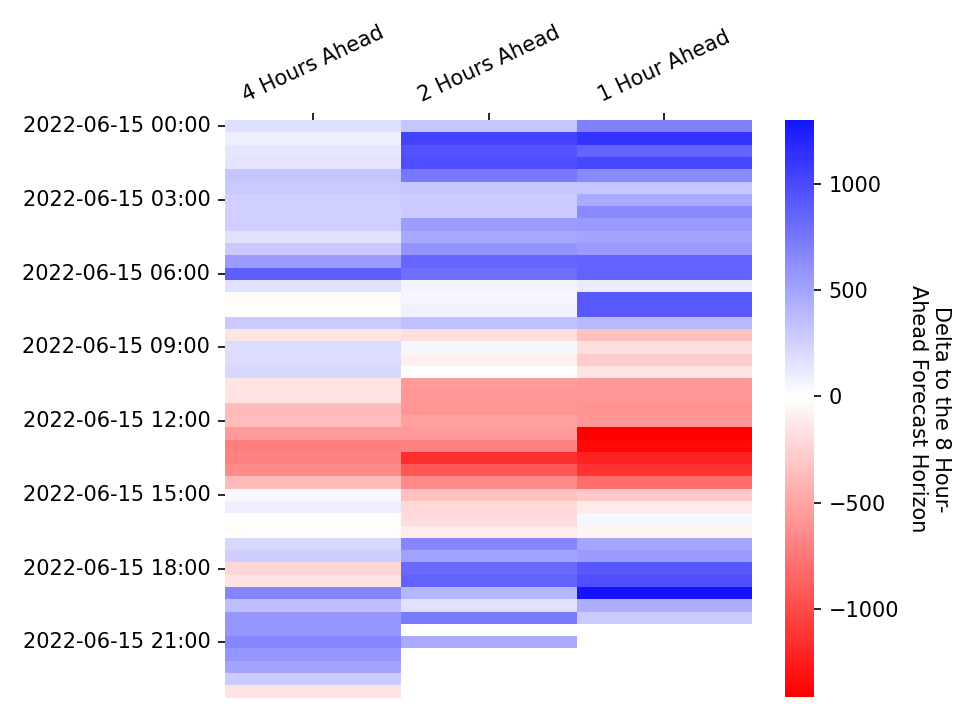 4 Hours Ahead
2 Hours Ahead
1 Hour Ahead
2022-06-15 00:00
2022-06-15 03:00
2022-06-15 06:00
2022-06-15 09:00
2022-06-15 12:00
2022-06-15 15:00
2022-06-15 18:00
2022-06-15 21:00
1000
500
0
−500
−1000
Delta to the 8 Hour-
Ahead Forecast Horizon